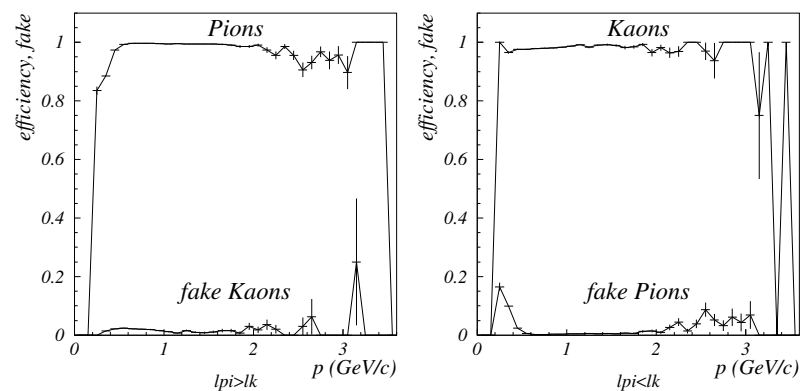 Pions
efficiency, fake
1
0.8
0.6
0.4
0.2
0
fake Kaons
0
1
2
3
p (GeV/c)
lpi>lk
Kaons
efficiency, fake
1
0.8
0.6
0.4
0.2
0
fake Pions
0
1
2
3
p (GeV/c)
lpi<lk